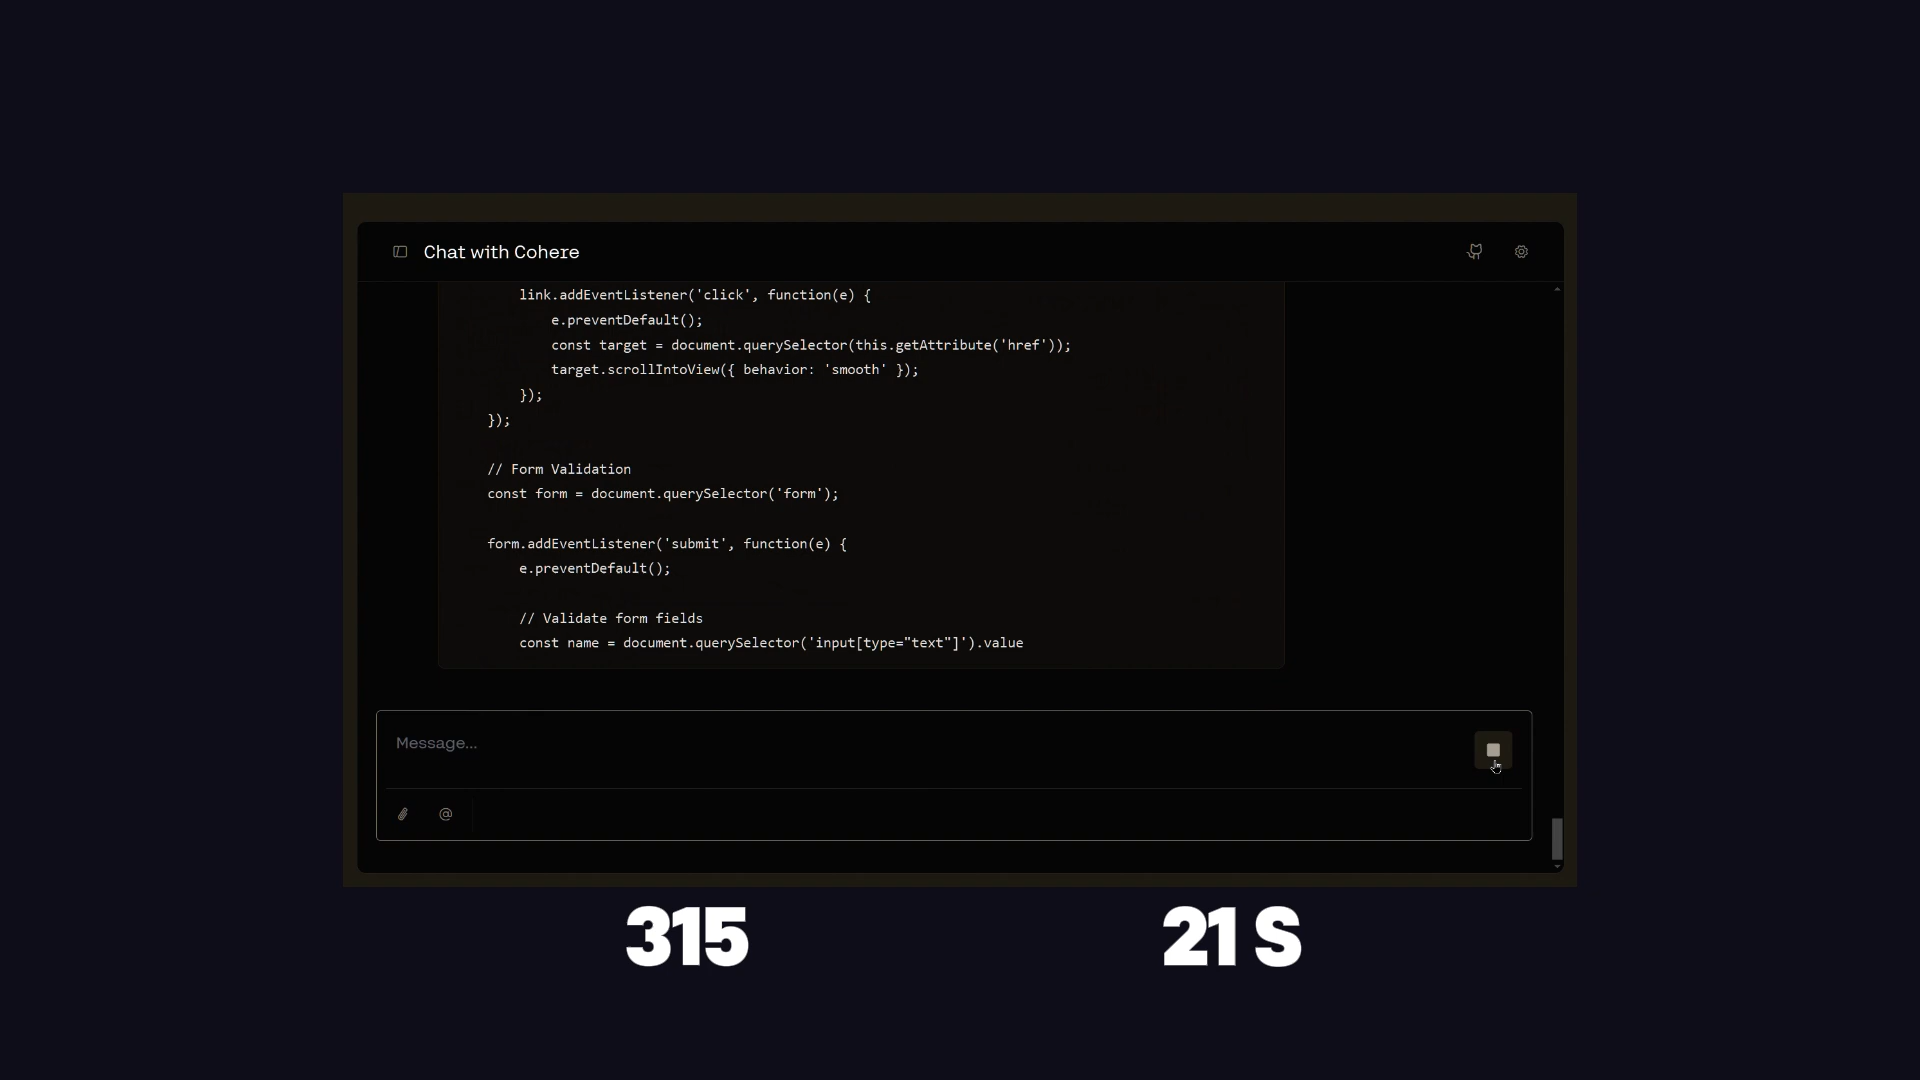 Chat with Cohere
link.addEventListener('click', function(e) {
e.preventDefault();
const target = document.querySelector(this.getAttribute('href'));
target.scrollIntoView({ behavior: 'smooth' });
});
});
// Form Validation
const form = document.querySelector('form');
form.addEventListener('submit', function(e) {
e.preventDefault();
// Validate form fields
const name = document.querySelector('input[type="text"]').value
Message...
@
315
21 S